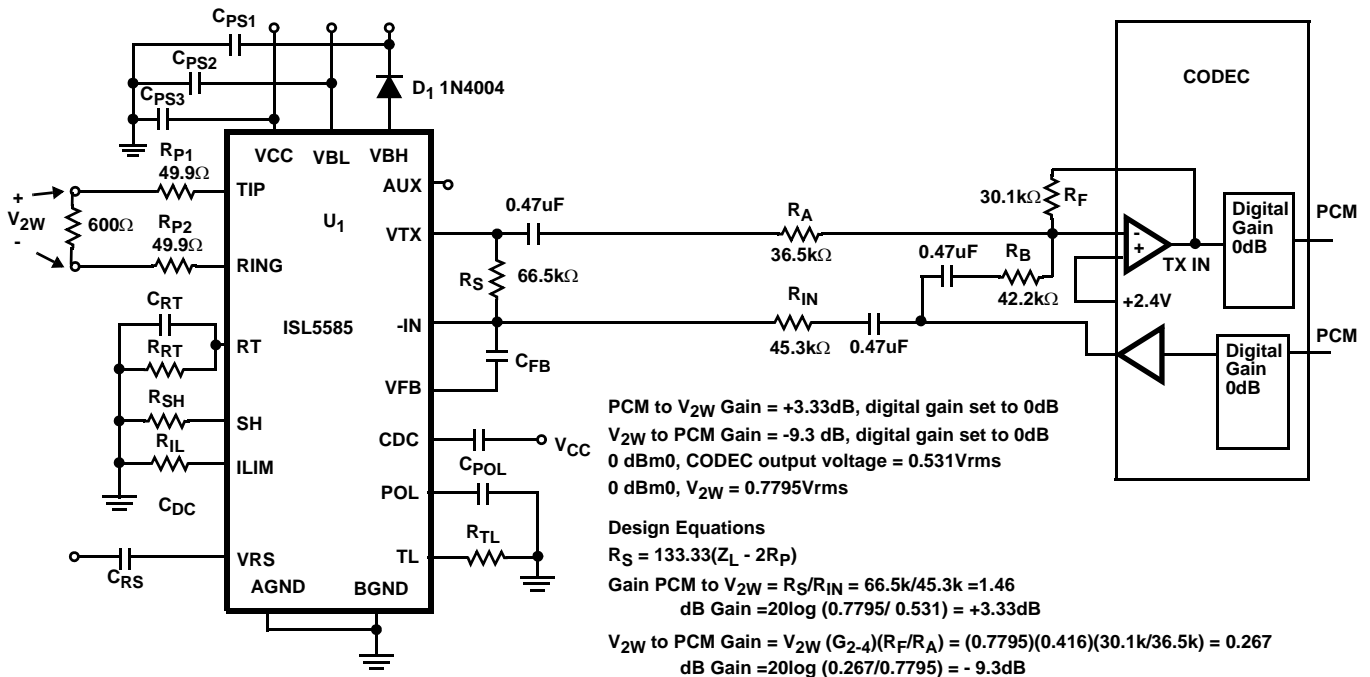 CPS1
CPS2
CPS3
D1 1N4004
CODEC
VCC
VBL
VBH
RP1
49.9Ω
TIP
AUX
+
V2W
-
600Ω
RP2
49.9Ω
RING
U1
VTX
0.47uF
RA
36.5kΩ
30.1kΩ
RF
Digital
Gain
0dB
PCM
-
+
TX IN
+2.4V
RS
66.5kΩ
0.47uF
RB
42.2kΩ
CRT
RRT
RT
ISL5585
-IN
RIN
45.3kΩ
0.47uF
CFB
VFB
Digital
Gain
0dB
PCM
RSH
SH
RIL
ILIM
CDC
CDC
VCC
CPOL
POL
RTL
TL
VRS
CRS
AGND
BGND
PCM to V2W Gain = +3.33dB, digital gain set to 0dB
V2W to PCM Gain = -9.3 dB, digital gain set to 0dB
0 dBm0, CODEC output voltage = 0.531Vrms
0 dBm0, V2W = 0.7795Vrms
Design Equations
RS = 133.33(ZL - 2RP)
Gain PCM to V2W = RS/RIN = 66.5k/45.3k =1.46
dB Gain =20log (0.7795/ 0.531) = +3.33dB
V2W to PCM Gain = V2W (G2-4)(RF/RA) = (0.7795)(0.416)(30.1k/36.5k) = 0.267
dB Gain =20log (0.267/0.7795) = - 9.3dB